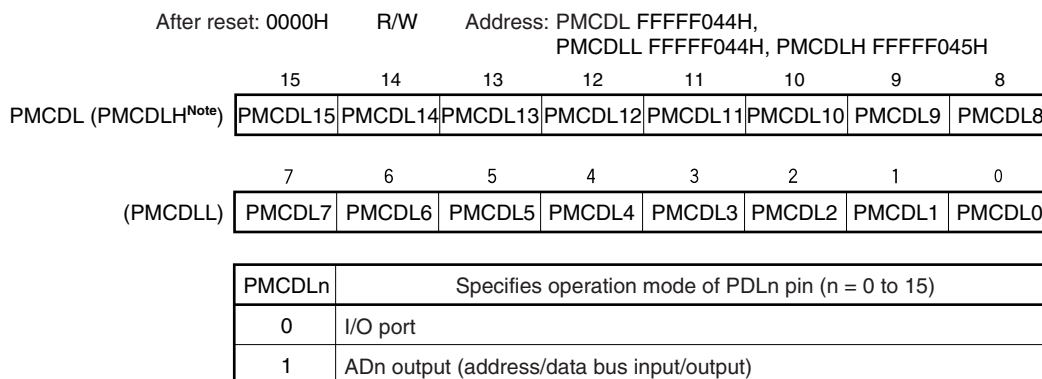 After reset: 0000H R/W Address: PMCDL FFFFF044H,
PMCDLL FFFFF044H, PMCDLH FFFFF045H
15 14 13 12 11 10 9 8
PMCDL (PMCDLHNote) PMCDL15 PMCDL14 PMCDL13 PMCDL12 PMCDL11 PMCDL10 PMCDL9 PMCDL8
7 6 5 4 3 2 1 0
(PMCDLL) PMCDL7 PMCDL6 PMCDL5 PMCDL4 PMCDL3 PMCDL2 PMCDL1 PMCDL0
PMCDLn Specifies operation mode of PDLn pin (n = 0 to 15)
0 I/O port
1 ADn output (address/data bus input/output)